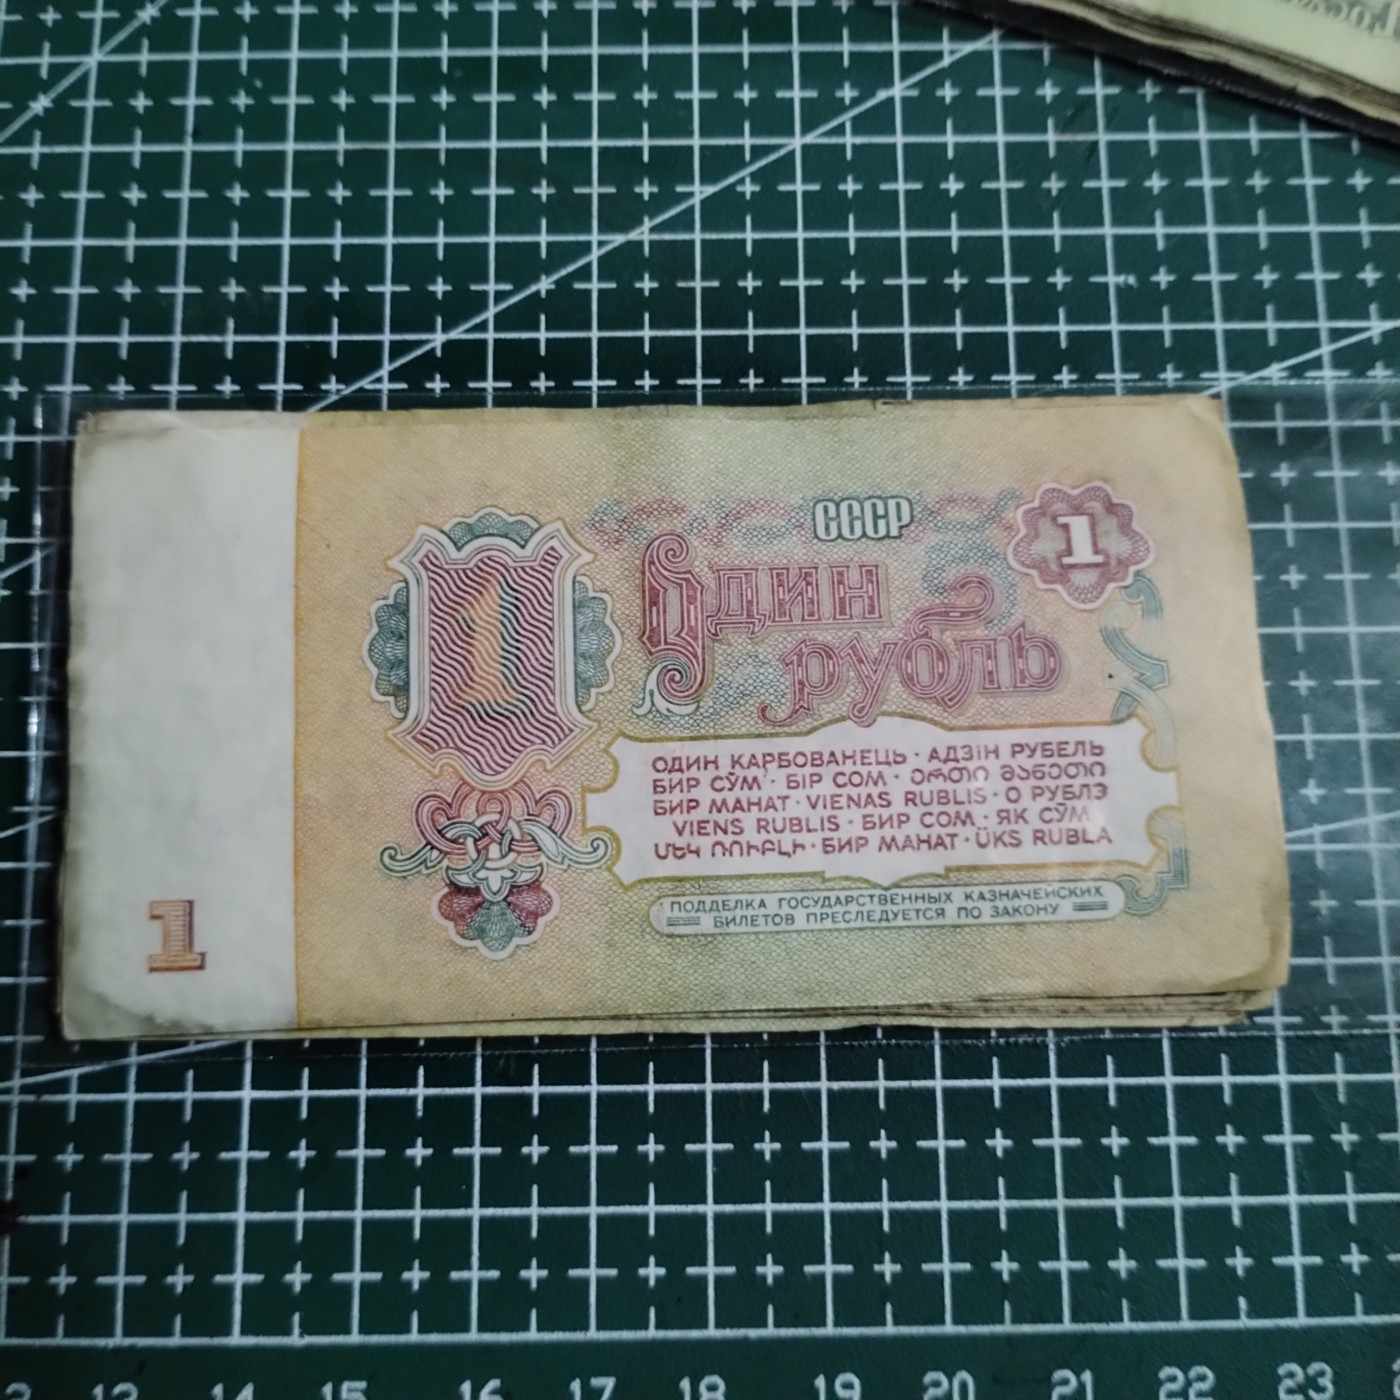 СССР
1
Один
рубль
1
ОДИН КАРБОВАНЕЦЬ · АДЗІН РУБЕЛЬ
БИР СЎМ · БІР СОМ · ᲔᲠᲗᲘ ᲛᲐᲜᲔᲗᲘ
БИР МАНАТ · VIENAS RUBLIS · О РУБЛЭ
VIENS RUBLIS · БИР СОМ · ЯК СЎМ
ՄԵԿ ՌՈՒԲԼԻ · БИР МАНАТ · ÜKS RUBLA
ПОДДЕЛКА ГОСУДАРСТВЕННЫХ КАЗНАЧЕЙСКИХ
БИЛЕТОВ ПРЕСЛЕДУЕТСЯ ПО ЗАКОНУ
1
13 14 15 16 17 18 19 20 21 22 23